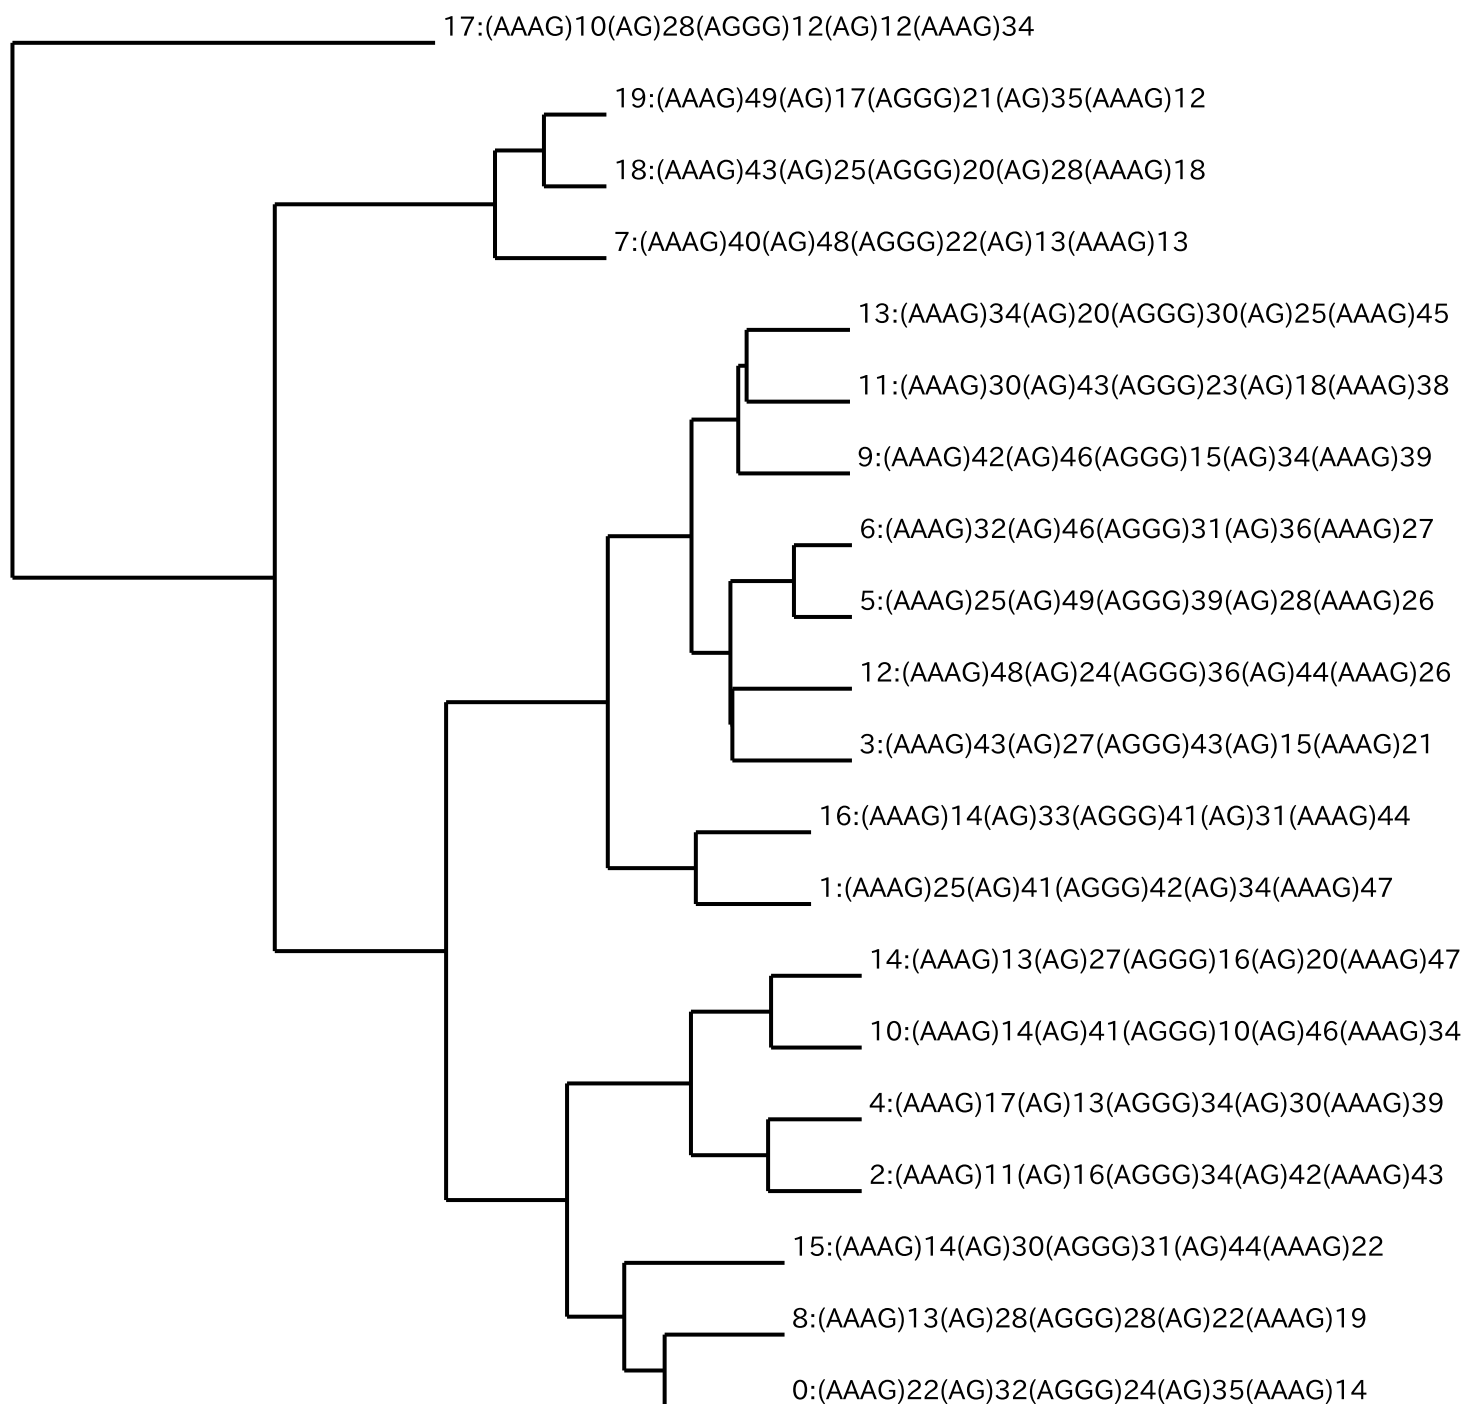 17:(AAAG)10(AG)28(AGGG)12(AG)12(AAAG)34
19:(AAAG)49(AG)17(AGGG)21(AG)35(AAAG)12
18:(AAAG)43(AG)25(AGGG)20(AG)28(AAAG)18
7:(AAAG)40(AG)48(AGGG)22(AG)13(AAAG)13
13:(AAAG)34(AG)20(AGGG)30(AG)25(AAAG)45
11:(AAAG)30(AG)43(AGGG)23(AG)18(AAAG)38
9:(AAAG)42(AG)46(AGGG)15(AG)34(AAAG)39
6:(AAAG)32(AG)46(AGGG)31(AG)36(AAAG)27
5:(AAAG)25(AG)49(AGGG)39(AG)28(AAAG)26
12:(AAAG)48(AG)24(AGGG)36(AG)44(AAAG)26
3:(AAAG)43(AG)27(AGGG)43(AG)15(AAAG)21
16:(AAAG)14(AG)33(AGGG)41(AG)31(AAAG)44
1:(AAAG)25(AG)41(AGGG)42(AG)34(AAAG)47
14:(AAAG)13(AG)27(AGGG)16(AG)20(AAAG)47
10:(AAAG)14(AG)41(AGGG)10(AG)46(AAAG)34
4:(AAAG)17(AG)13(AGGG)34(AG)30(AAAG)39
2:(AAAG)11(AG)16(AGGG)34(AG)42(AAAG)43
15:(AAAG)14(AG)30(AGGG)31(AG)44(AAAG)22
8:(AAAG)13(AG)28(AGGG)28(AG)22(AAAG)19
0:(AAAG)22(AG)32(AGGG)24(AG)35(AAAG)14